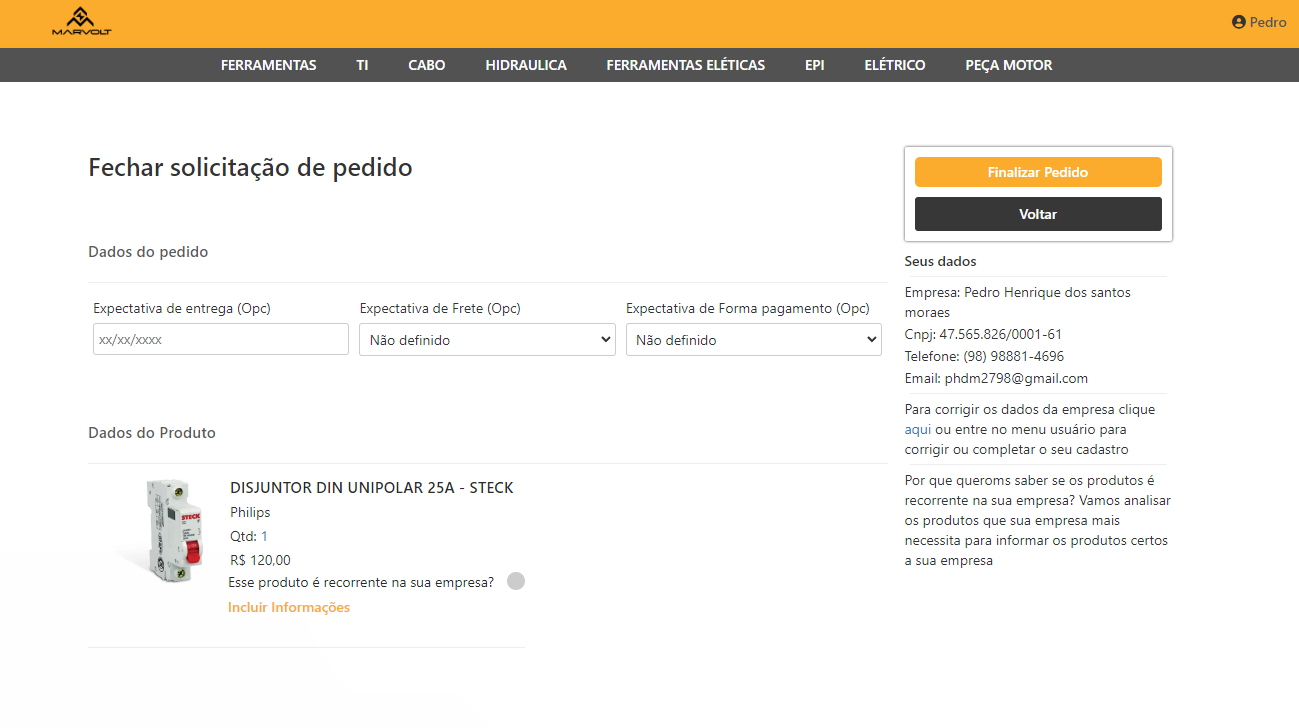 MARVOLT
Pedro
FERRAMENTAS
TI
CABO
HIDRAULICA
FERRAMENTAS ELÉTICAS
EPI
ELÉTRICO
PEÇA MOTOR
Fechar solicitação de pedido
Dados do pedido
Expectativa de entrega (Opc)
xx/xx/xxxx
Expectativa de Frete (Opc)
Não definido
Expectativa de Forma pagamento (Opc)
Não definido
Dados do Produto
STECK
DISJUNTOR DIN UNIPOLAR 25A - STECK
Philips
Qtd: 1
R$ 120,00
Esse produto é recorrente na sua empresa?
Incluir Informações
Finalizar Pedido
Voltar
Seus dados
Empresa: Pedro Henrique dos santos
moraes
Cnpj: 47.565.826/0001-61
Telefone: (98) 98881-4696
Email: phdm2798@gmail.com
Para corrigir os dados da empresa clique
aqui ou entre no menu usuário para
corrigir ou completar o seu cadastro
Por que queroms saber se os produtos é
recorrente na sua empresa? Vamos analisar
os produtos que sua empresa mais
necessita para informar os produtos certos
a sua empresa